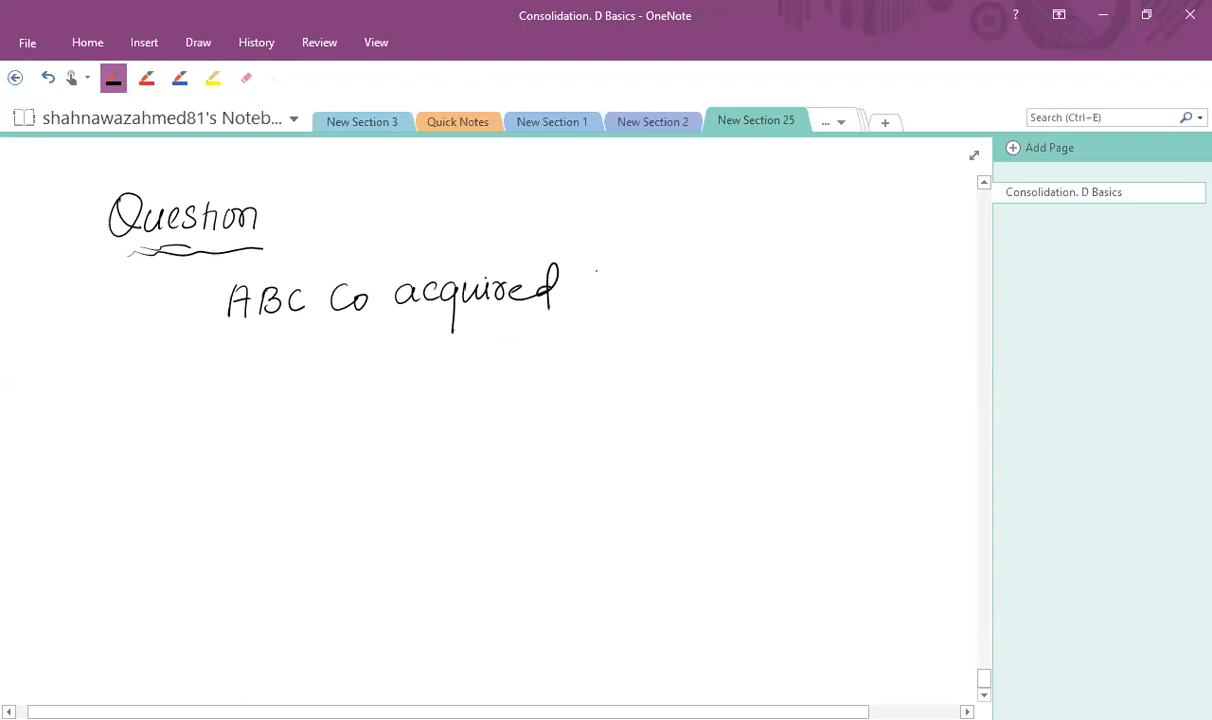 Consolidation. D Basics - OneNote
?
File Home Insert Draw History Review View
shahnawazahmed81's Noteb...
New Section 3 Quick Notes New Section 1 New Section 2 New Section 25 ...
Search (Ctrl+E)
Add Page
Consolidation. D Basics
Question
ABC Co acquired